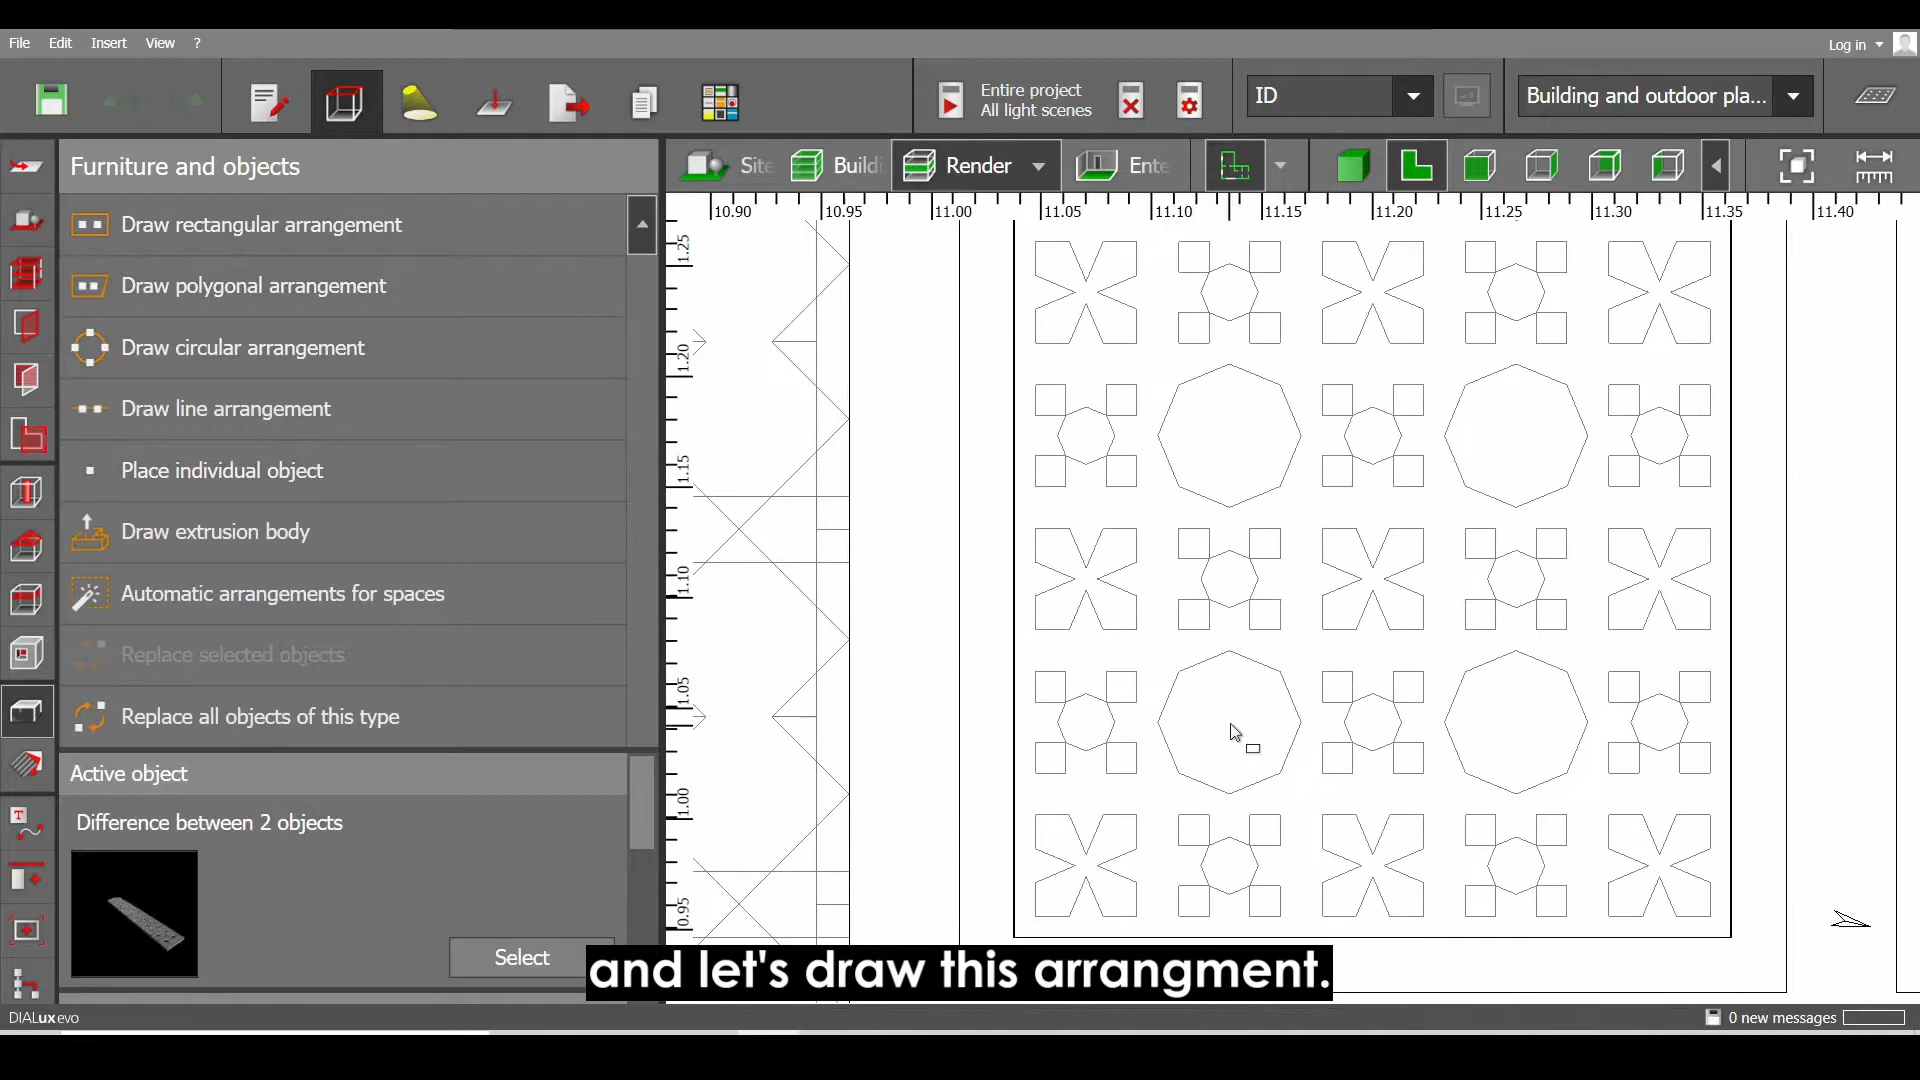 File Edit Insert View ?
Log in
Entire project
All light scenes
ID
Building and outdoor pla...
Furniture and objects
Site
Buildi
Render
Ente
Draw rectangular arrangement
Draw polygonal arrangement
Draw circular arrangement
Draw line arrangement
Place individual object
Draw extrusion body
Automatic arrangements for spaces
Replace selected objects
Replace all objects of this type
Active object
Difference between 2 objects
Select
10.90 10.95 11.00 11.05 11.10 11.15 11.20 11.25 11.30 11.35 11.40
1.25
1.20
1.15
1.10
1.05
1.00
0.95
T
and let's draw this arrangment.
DIALux evo
0 new messages